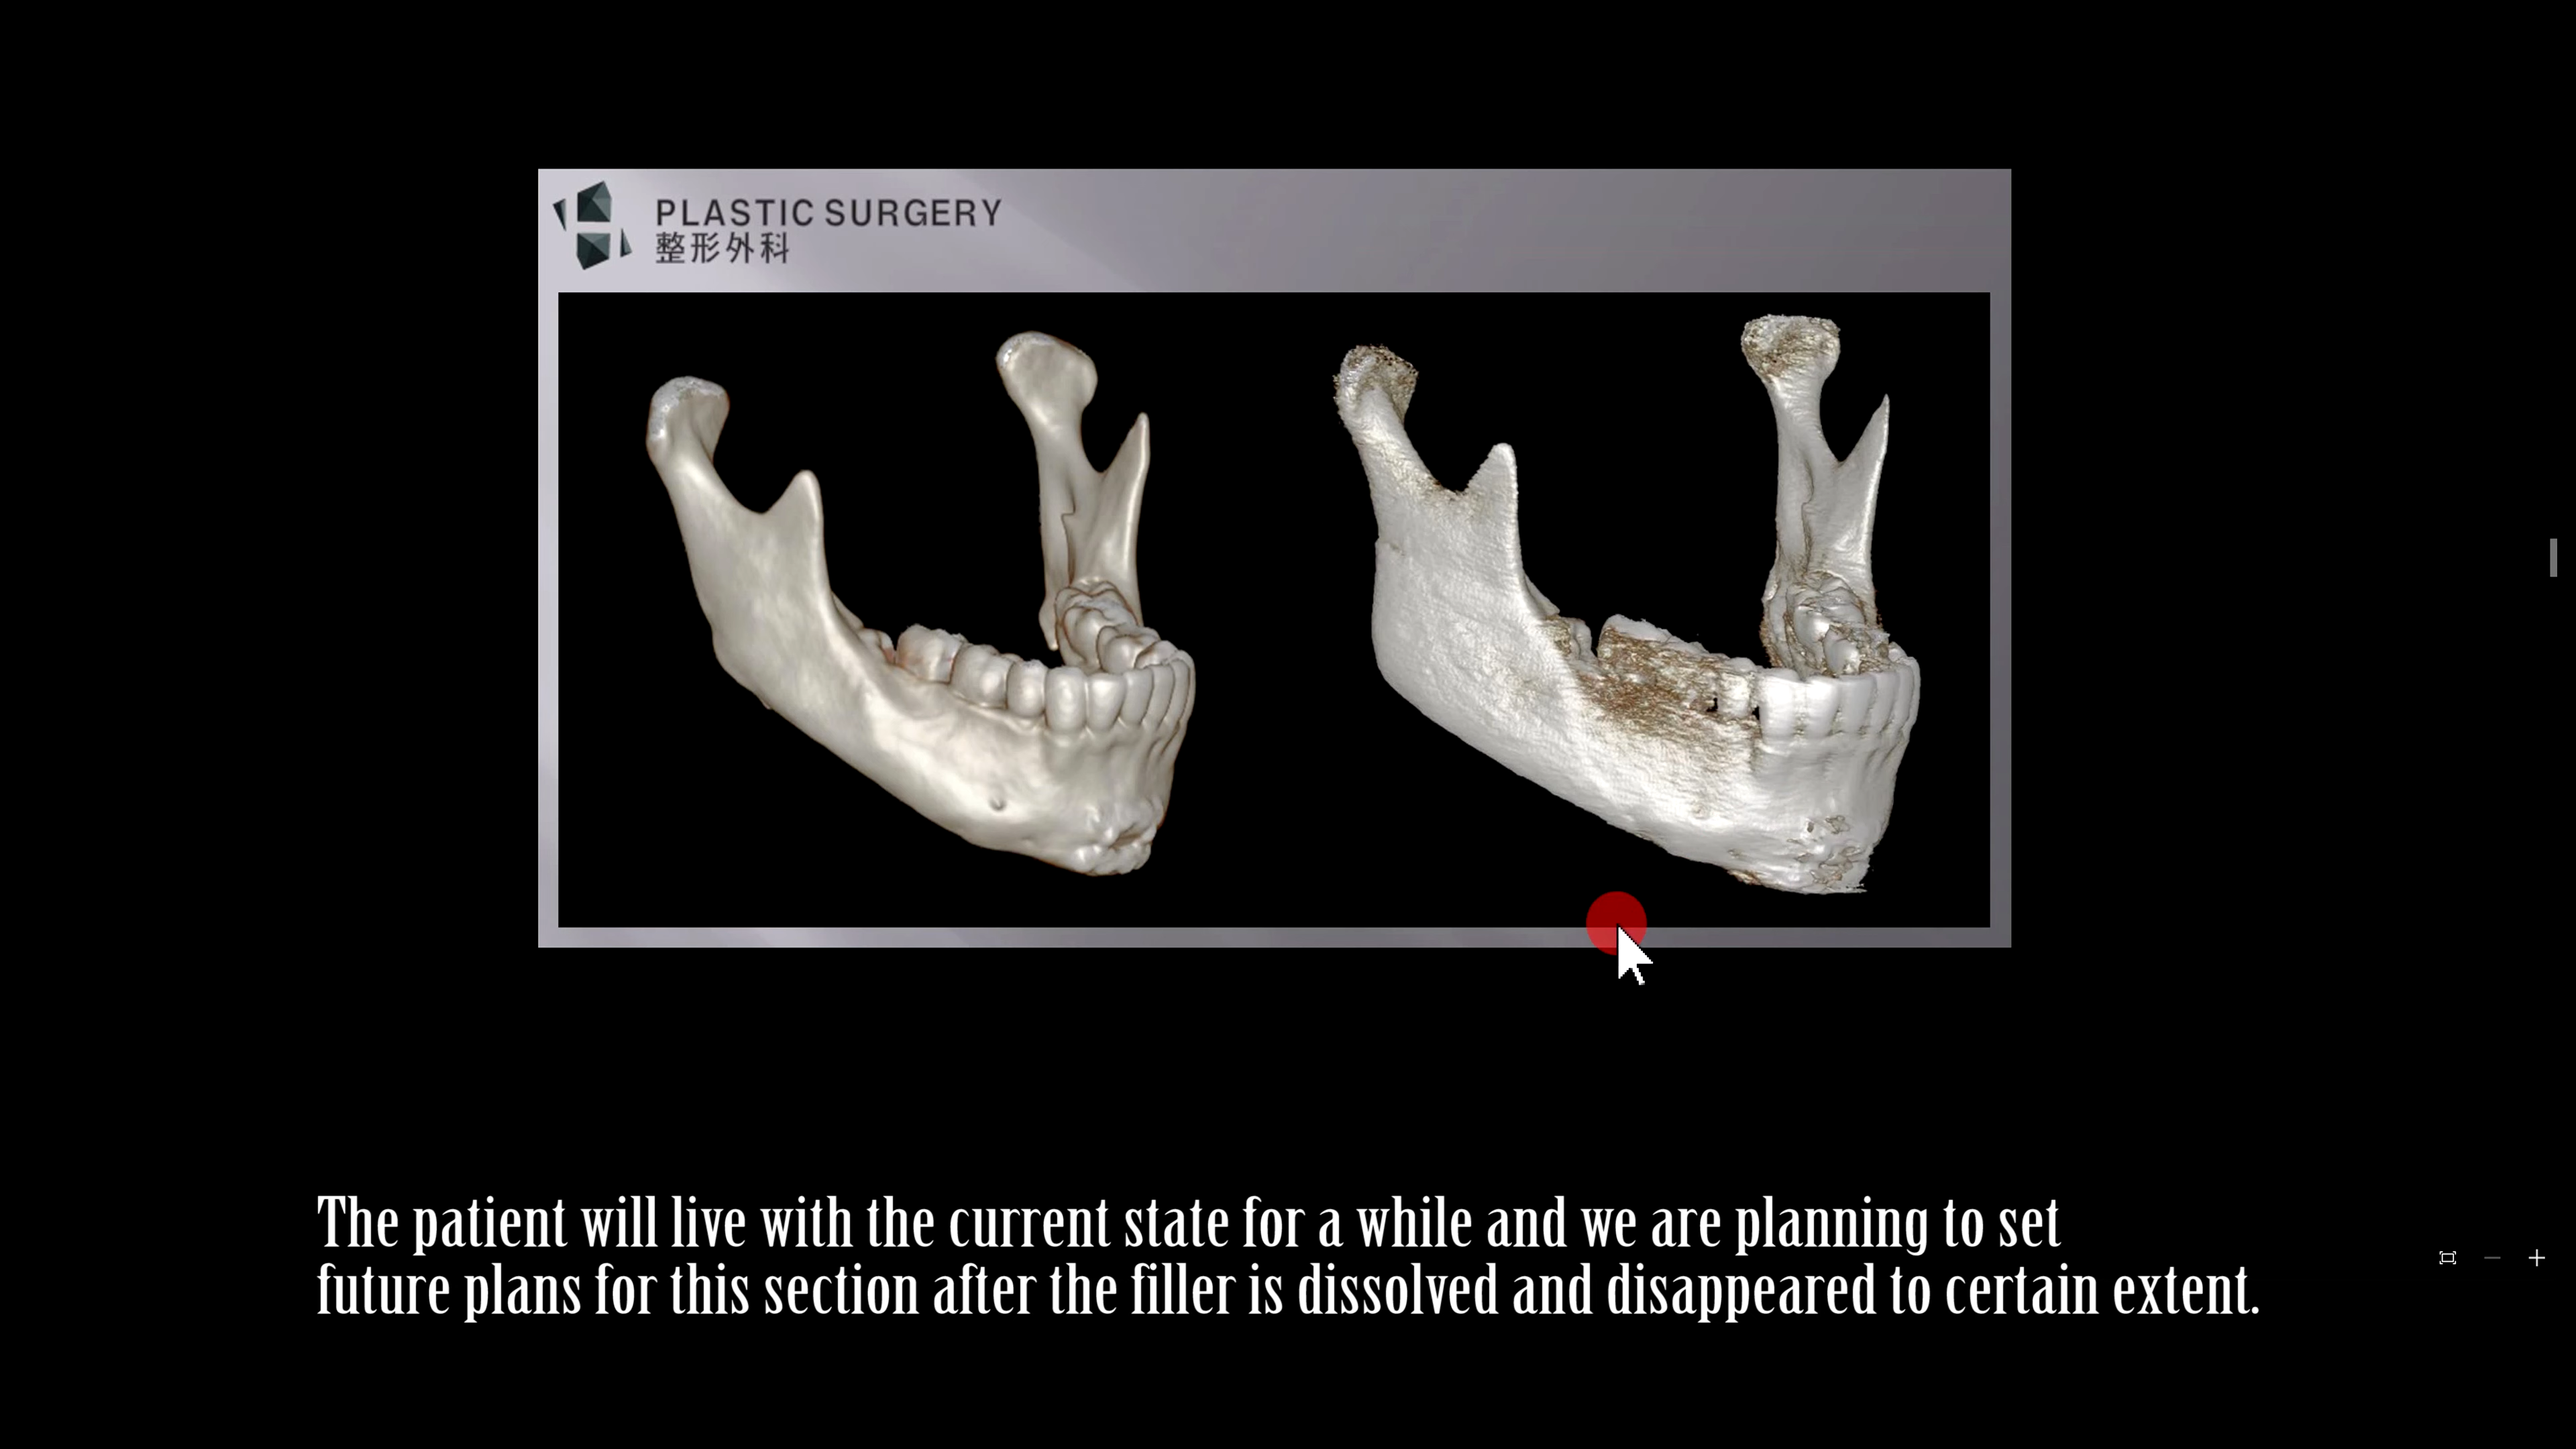 PLASTIC SURGERY
整形外科
The patient will live with the current state for a while and we are planning to set
future plans for this section after the filler is dissolved and disappeared to certain extent.